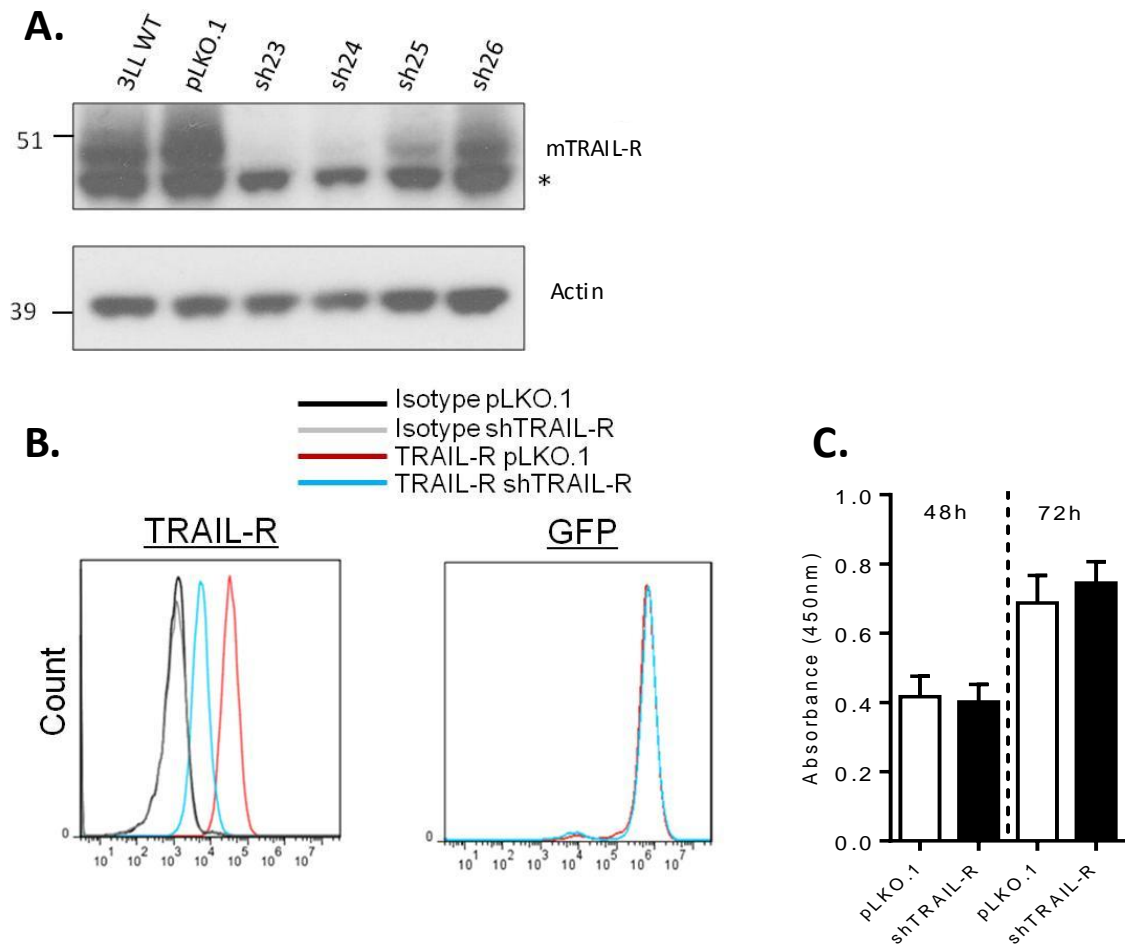 A.
3LL WT
pLKO.1
sh23
sh24
sh25
sh26
51
mTRAIL-R
*
Actin
39
B.
Isotype pLKO.1
Isotype shTRAIL-R
TRAIL-R pLKO.1
TRAIL-R shTRAIL-R
TRAIL-R
GFP
Count
0
10¹ 10² 10³ 10⁴ 10⁵ 10⁶ 10⁷
0
10¹ 10² 10³ 10⁴ 10⁵ 10⁶ 10⁷
C.
Absorbance (450nm)
1.0
0.8
0.6
0.4
0.2
0.0
48h
72h
pLKO.1
shTRAIL-R
pLKO.1
shTRAIL-R